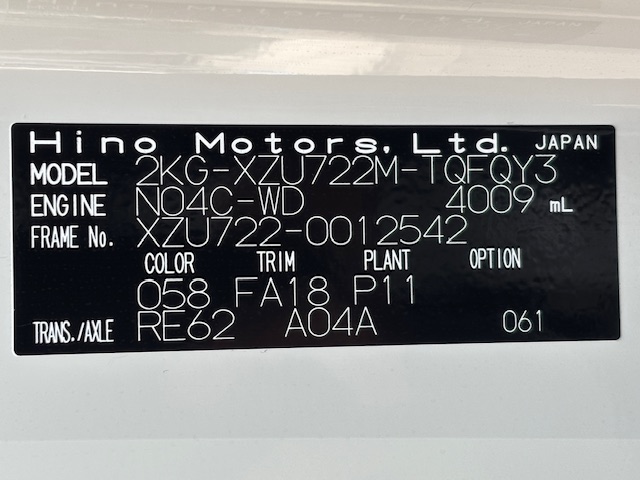 Hino Motors, Ltd. JAPAN
MODEL 2KG-XZU722M-TQFQY3
ENGINE N04C-WD 4009 mL
FRAME No. XZU722-0012542
COLOR TRIM PLANT OPTION
058 FA18 P11
TRANS./AXLE RE62 A04A 061